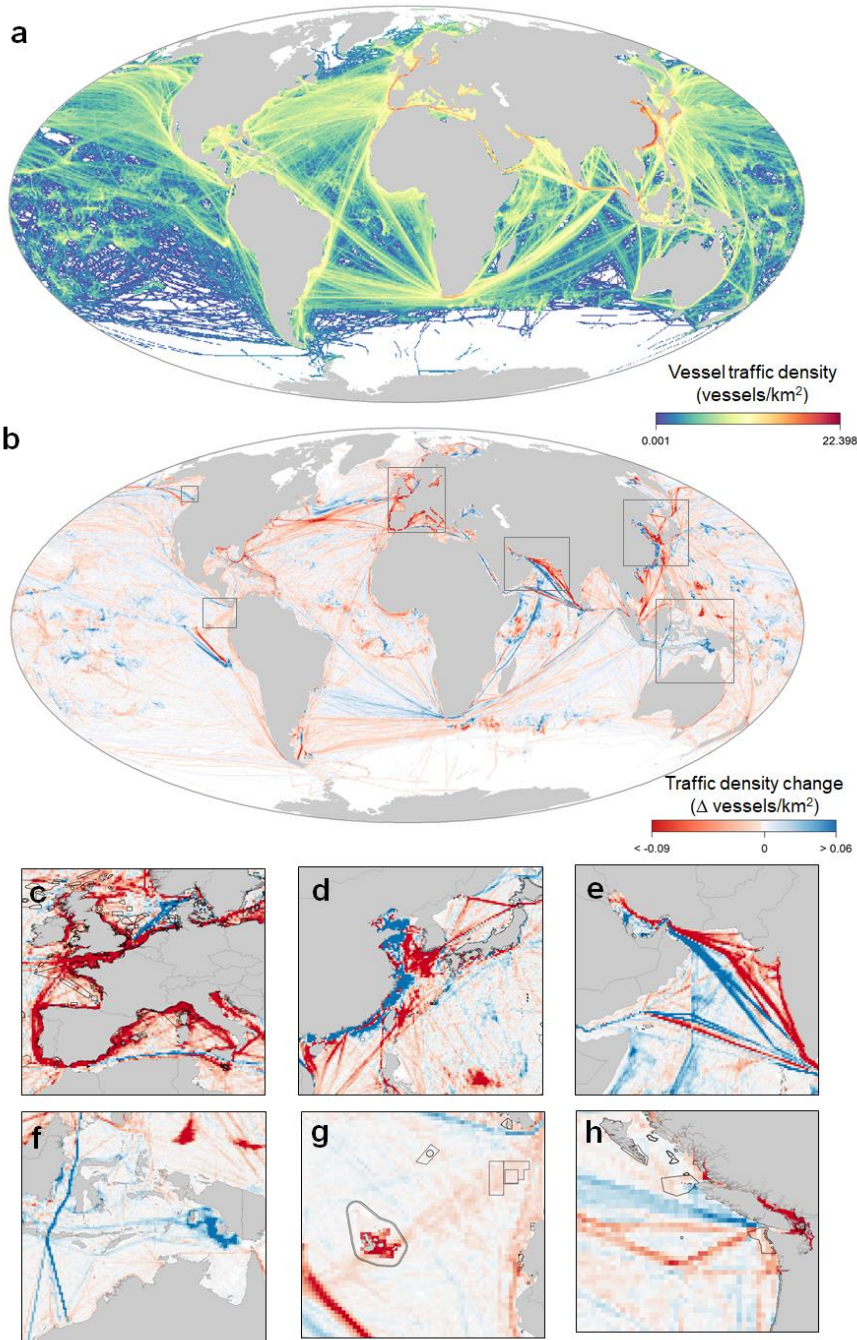 a
Vessel traffic density
(vessels/km²)
0.001 22.398
b
Traffic density change
(Δ vessels/km²)
< -0.09 0 > 0.06
c d e
f g h